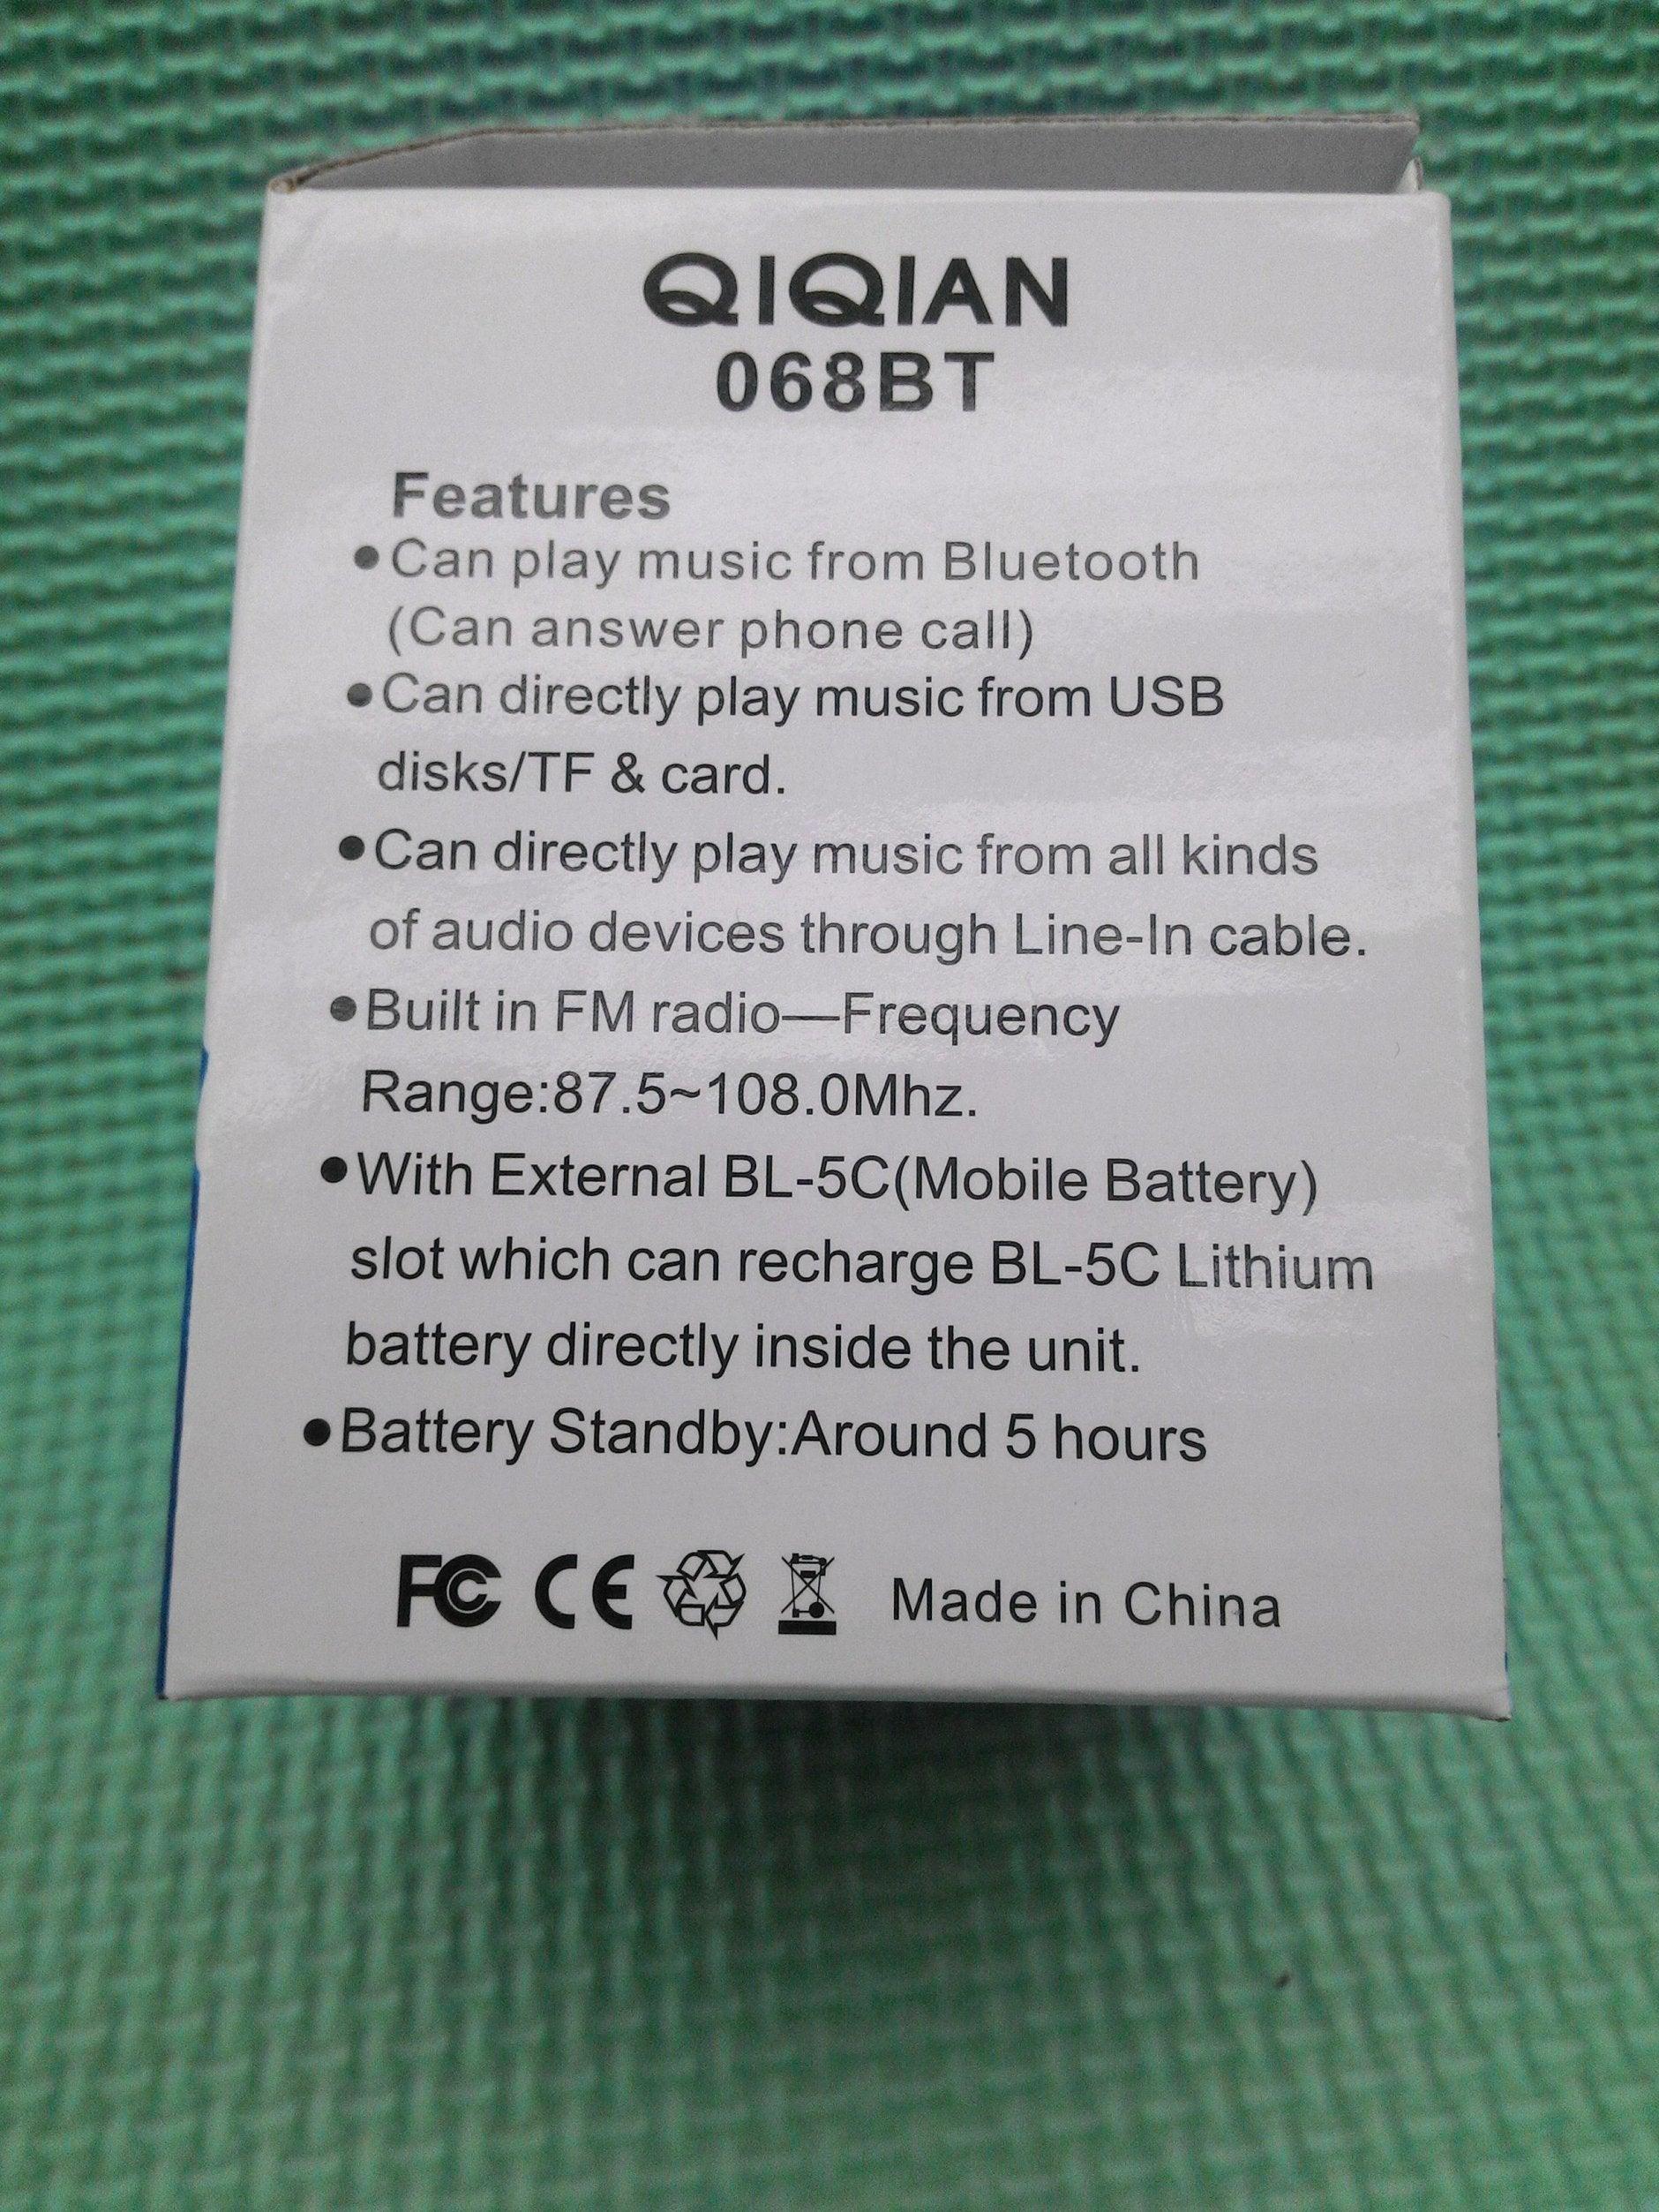 QIQIAN
068BT
Features
●Can play music from Bluetooth
(Can answer phone call)
●Can directly play music from USB
disks/TF & card.
●Can directly play music from all kinds
of audio devices through Line-In cable.
●Built in FM radio—Frequency
Range:87.5~108.0Mhz.
●With External BL-5C(Mobile Battery)
slot which can recharge BL-5C Lithium
battery directly inside the unit.
●Battery Standby:Around 5 hours
FC CE Made in China